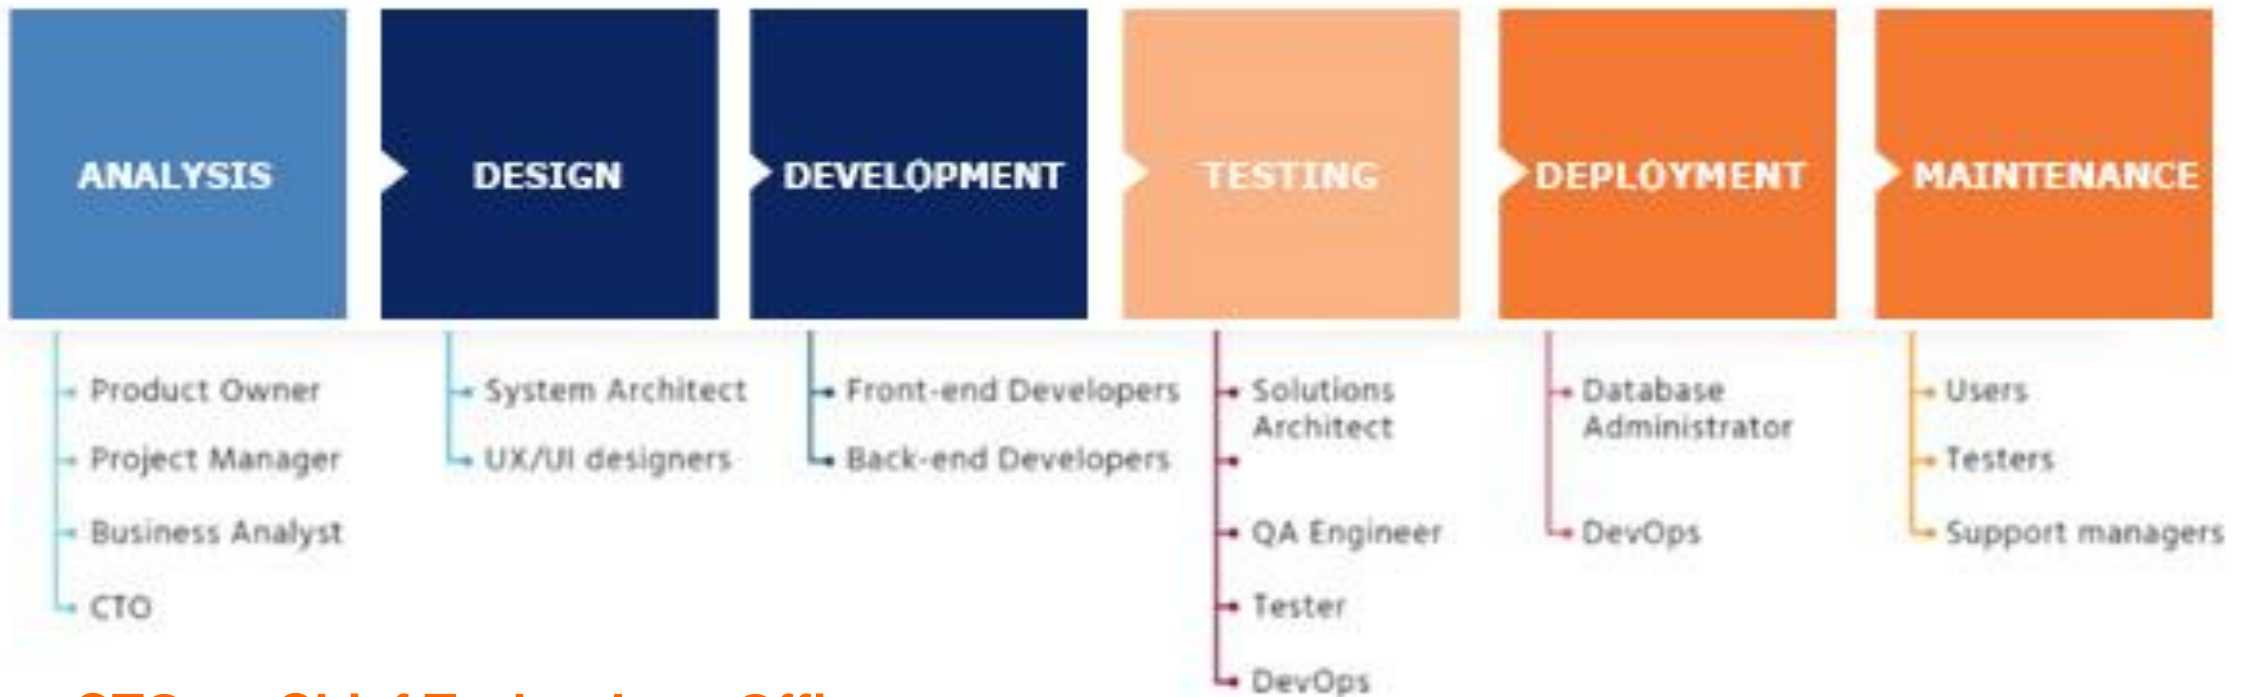 ANALYSIS
DESIGN
DEVELOPMENT
TESTING
DEPLOYMENT
MAINTENANCE
Product Owner
Project Manager
Business Analyst
CTO
System Architect
UX/UI designers
Front-end Developers
Back-end Developers
Solutions
Architect
QA Engineer
Tester
DevOps
Database
Administrator
DevOps
Users
Testers
Support managers